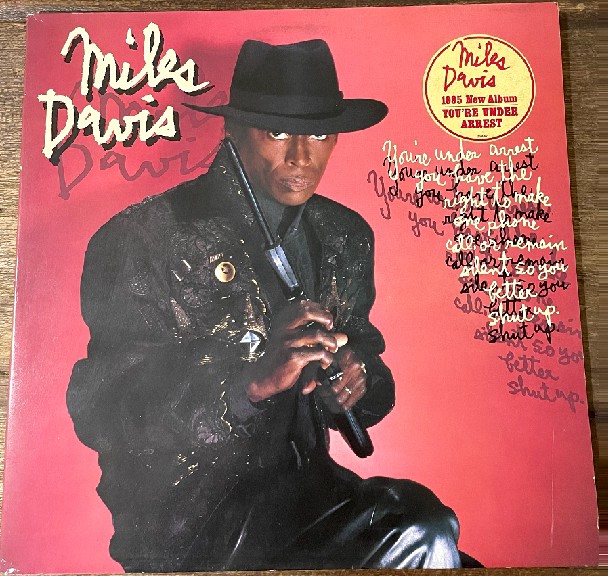 Miles
Davis
Miles
Davis
1985 New Album
YOU'RE UNDER
ARREST
You're under arrest
you have the
right to make
one phone
call or remain
silent so you
better
shut up.